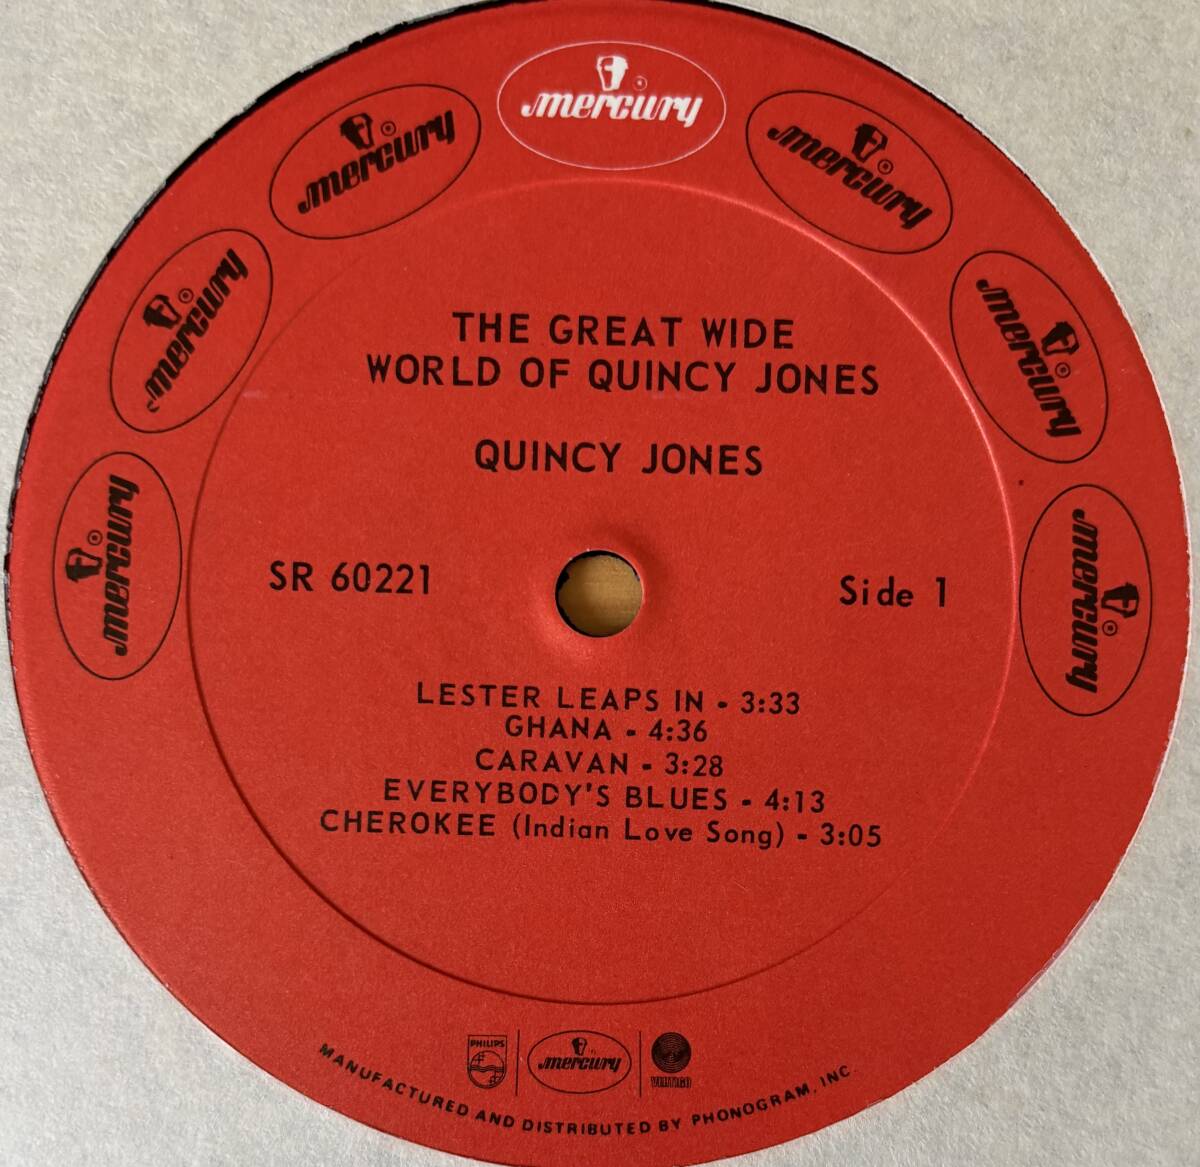 mercury
mercury
mercury
mercury
mercury
mercury
mercury
THE GREAT WIDE
WORLD OF QUINCY JONES
QUINCY JONES
SR 60221
Side 1
LESTER LEAPS IN - 3:33
GHANA - 4:36
CARAVAN - 3:28
EVERYBODY'S BLUES - 4:13
CHEROKEE (Indian Love Song) - 3:05
PHILIPS
mercury
VERTIGO
MANUFACTURED AND DISTRIBUTED BY PHONOGRAM, INC.